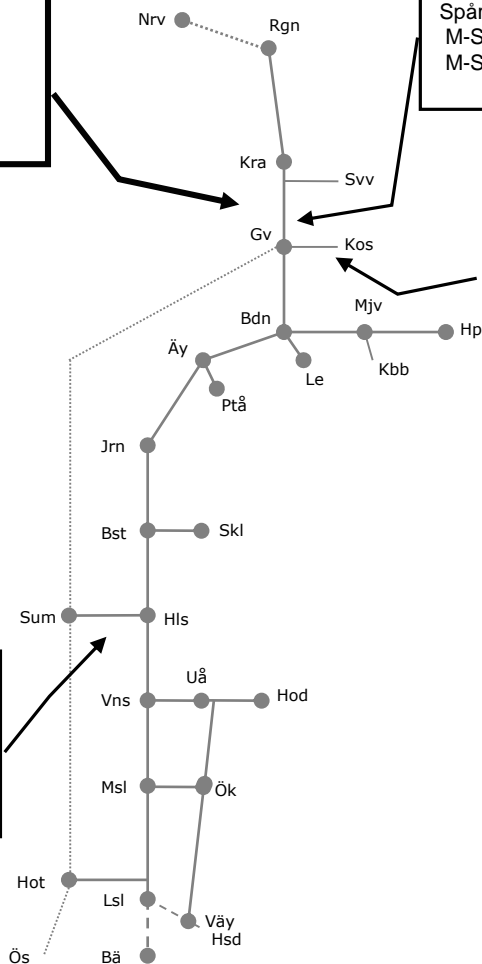 Spår
Nrv
Rgn
M-S
M-S
Kra
Svv
Gv
Kos
Mjv
Bdn
Hp
Äy
Le
Kbb
Ptå
Jrn
Bst
Skl
Sum
Hls
Uå
Vns
Hod
Msl
Ök
Hot
Lsl
Väy
Hsd
Ös
Bä